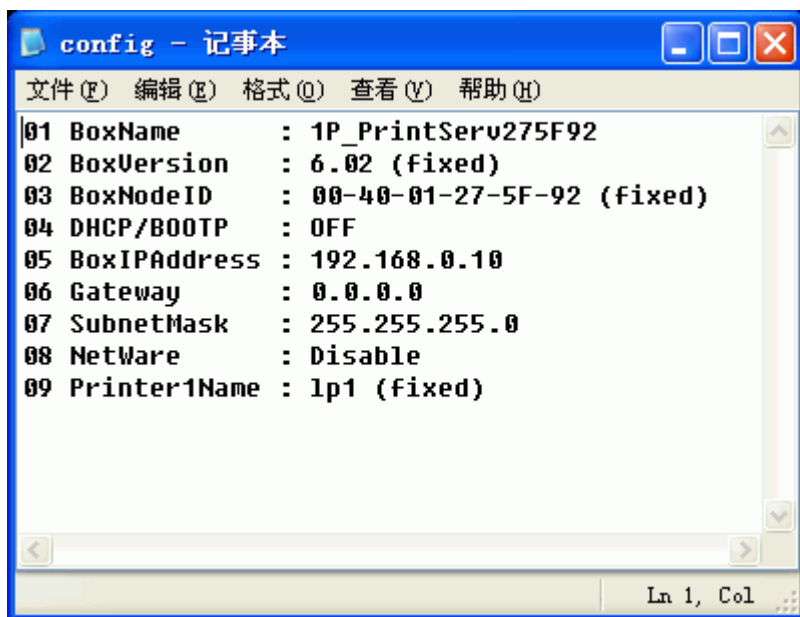 config - 记事本
文件(F) 编辑(E) 格式(O) 查看(V) 帮助(H)
01 BoxName : 1P_PrintServ275F92
02 BoxVersion : 6.02 (fixed)
03 BoxNodeID : 00-40-01-27-5F-92 (fixed)
04 DHCP/BOOTP : OFF
05 BoxIPAddress : 192.168.0.10
06 Gateway : 0.0.0.0
07 SubnetMask : 255.255.255.0
08 NetWare : Disable
09 Printer1Name : lp1 (fixed)
Ln 1, Col